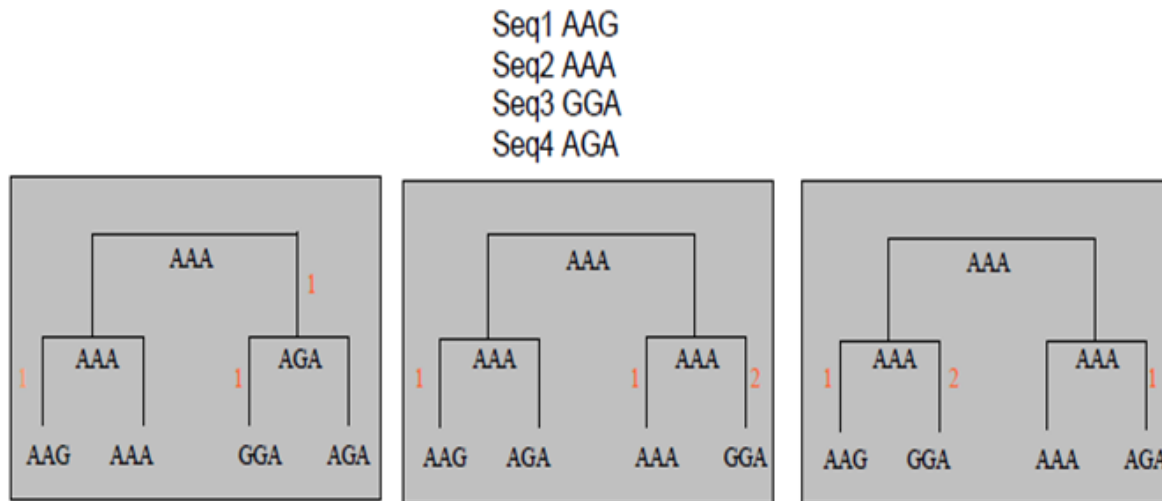 Seq1 AAG
Seq2 AAA
Seq3 GGA
Seq4 AGA
AAA
1
1 AAA 1 AGA
AAG AAA GGA AGA
AAA
1 AAA 1 AAA 2
AAG AGA AAA GGA
AAA
1 AAA 2 AAA 1
AAG GGA AAA AGA